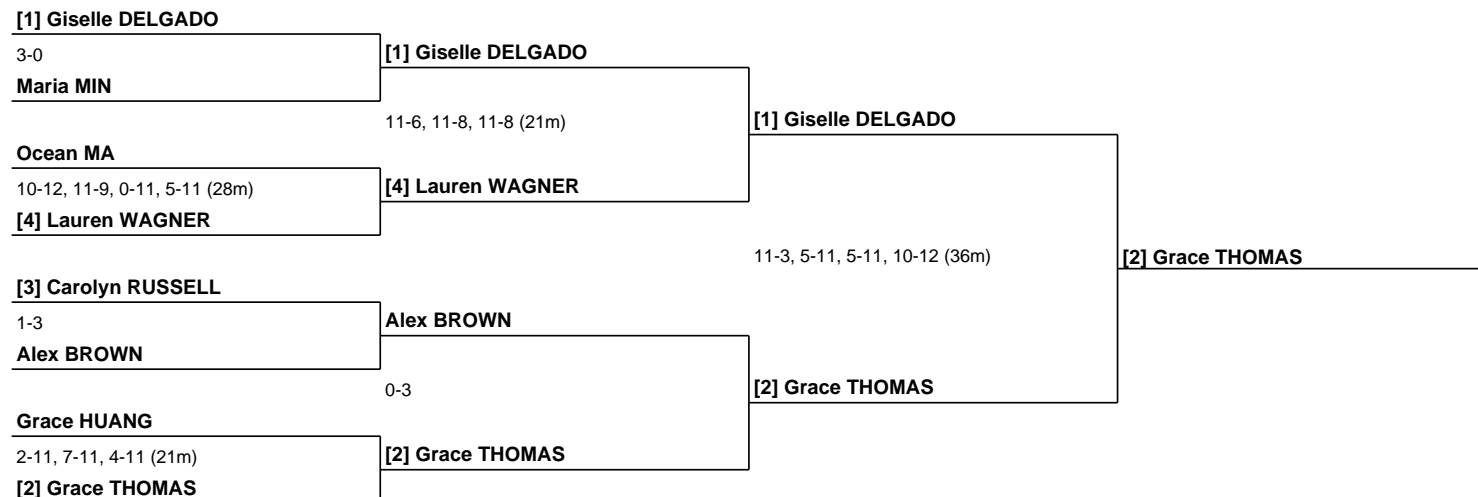 [1] Giselle DELGADO
3-0
[1] Giselle DELGADO
Maria MIN
11-6, 11-8, 11-8 (21m)
[1] Giselle DELGADO
Ocean MA
10-12, 11-9, 0-11, 5-11 (28m)
[4] Lauren WAGNER
[4] Lauren WAGNER
11-3, 5-11, 5-11, 10-12 (36m)
[2] Grace THOMAS
[3] Carolyn RUSSELL
1-3
Alex BROWN
Alex BROWN
0-3
[2] Grace THOMAS
Grace HUANG
2-11, 7-11, 4-11 (21m)
[2] Grace THOMAS
[2] Grace THOMAS